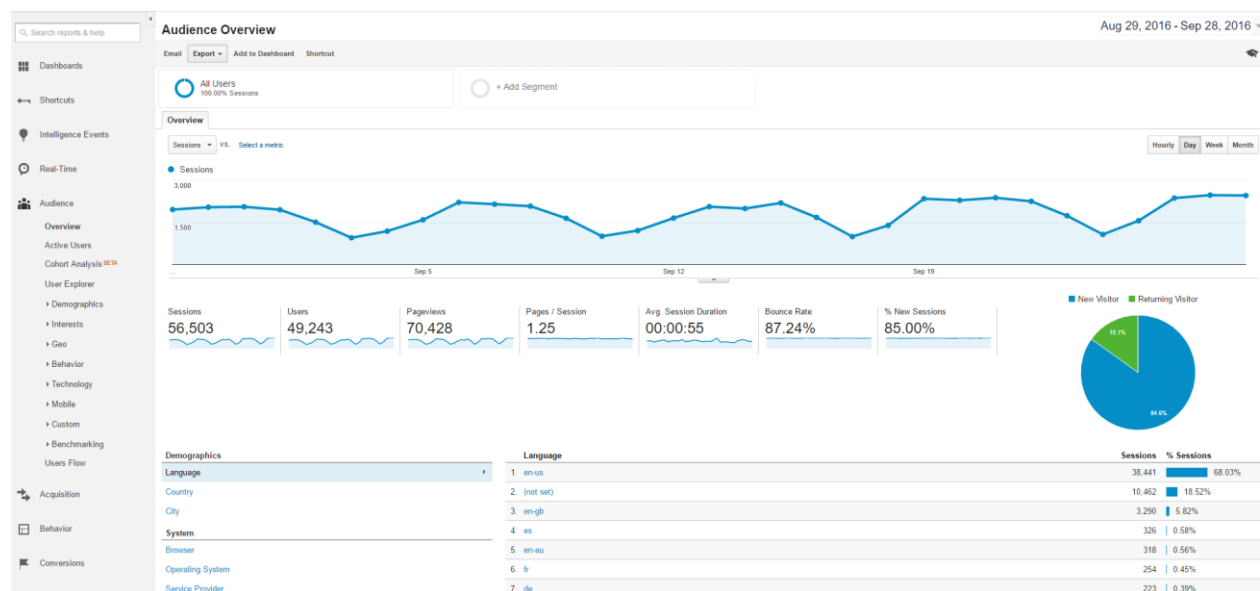 Search reports & help
Dashboards
Shortcuts
Intelligence Events
Real-Time
Audience
Overview
Active Users
Cohort Analysis BETA
User Explorer
Demographics
Interests
Geo
Behavior
Technology
Mobile
Custom
Benchmarking
Users Flow
Acquisition
Behavior
Conversions
Audience Overview
Aug 29, 2016 - Sep 28, 2016
Email Export Add to Dashboard Shortcut
All Users
100.00% Sessions
+ Add Segment
Overview
Sessions VS. Select a metric
Hourly Day Week Month
Sessions
3,000
1,500
... Sep 5 Sep 12 Sep 19
New Visitor Returning Visitor
Sessions
56,503
Users
49,243
Pageviews
70,428
Pages / Session
1.25
Avg. Session Duration
00:00:55
Bounce Rate
87.24%
% New Sessions
85.00%
15.1%
84.9%
Demographics
Language
Country
City
System
Browser
Operating System
Service Provider
Language Sessions % Sessions
1. en-us 38,441 68.03%
2. (not set) 10,462 18.52%
3. en-gb 3,290 5.82%
4. es 326 0.58%
5. en-au 318 0.56%
6. fr 254 0.45%
7. de 223 0.39%